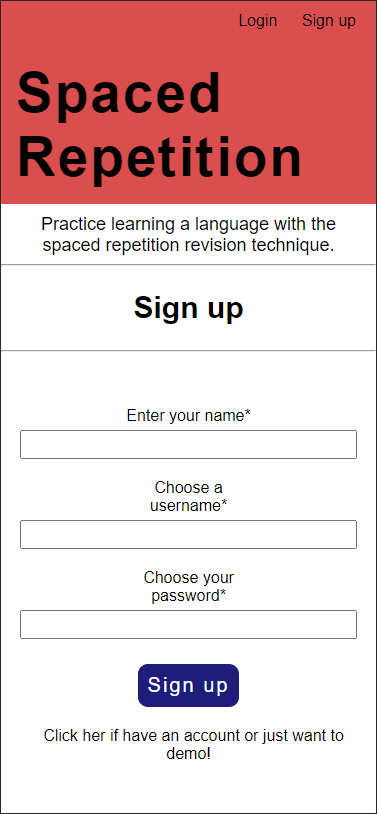 Login Sign up
Spaced
Repetition
Practice learning a language with the
spaced repetition revision technique.
Sign up
Enter your name*
Choose a
username*
Choose your
password*
Sign up
Click her if have an account or just want to
demo!